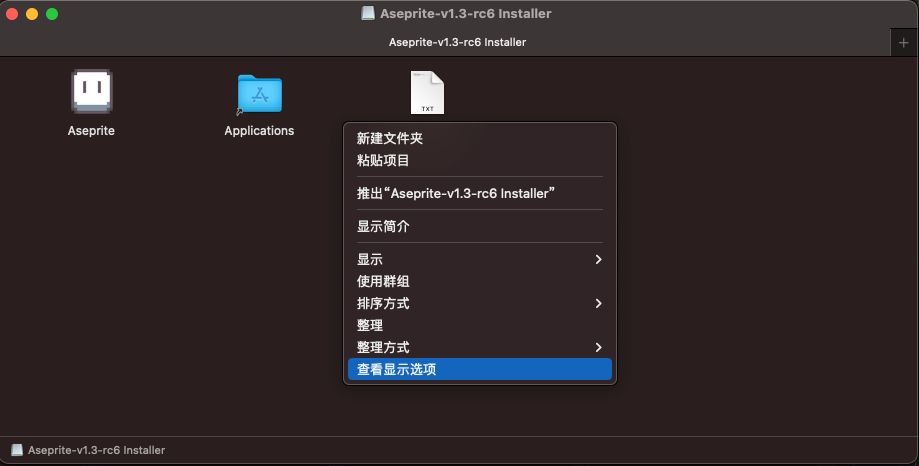 Aseprite-v1.3-rc6 Installer
Aseprite-v1.3-rc6 Installer
Aseprite
Applications
TXT
新建文件夹
粘贴项目
推出“Aseprite-v1.3-rc6 Installer”
显示简介
显示
使用群组
排序方式
整理
整理方式
查看显示选项
Aseprite-v1.3-rc6 Installer